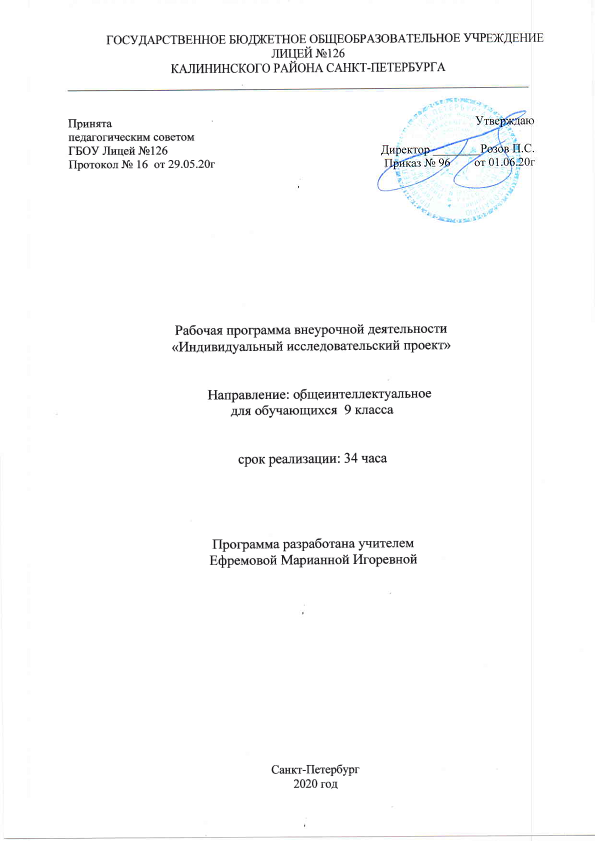 ГОСУДАРСТВЕННОЕ БЮДЖЕТНОЕ ОБЩЕОБРАЗОВАТЕЛЬНОЕ УЧРЕЖДЕНИЕ
ЛИЦЕЙ №126
КАЛИНИНСКОГО РАЙОНА САНКТ-ПЕТЕРБУРГА
Принята
педагогическим советом
ГБОУ Лицей №126
Протокол № 16 от 29.05.20г
Утверждаю
Директор ________ Розов П.С.
Приказ № 96 от 01.06.20г
Рабочая программа внеурочной деятельности
«Индивидуальный исследовательский проект»
Направление: общеинтеллектуальное
для обучающихся 9 класса
срок реализации: 34 часа
Программа разработана учителем
Ефремовой Марианной Игоревной
Санкт-Петербург
2020 год